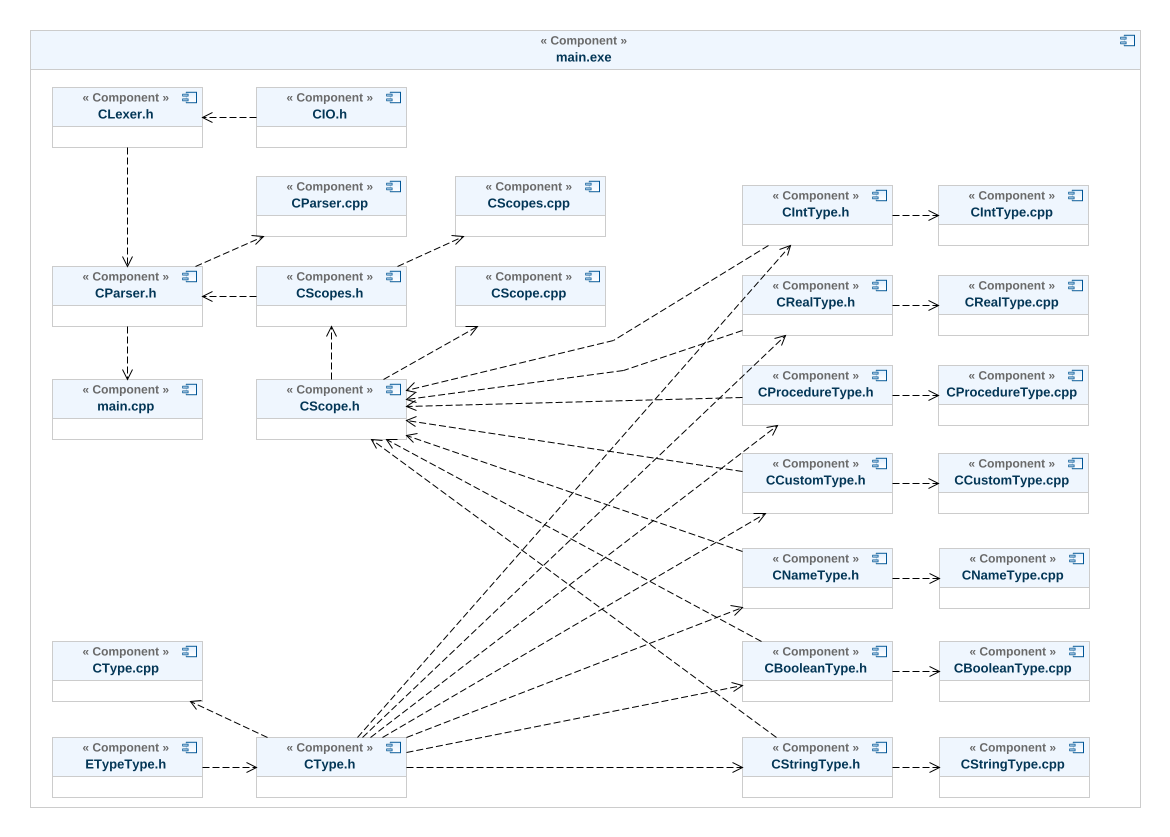 « Component »
main.exe
« Component »
CLexer.h
« Component »
CIO.h
« Component »
CParser.cpp
« Component »
CScopes.cpp
« Component »
CIntType.h
« Component »
CIntType.cpp
« Component »
CParser.h
« Component »
CScopes.h
« Component »
CScope.cpp
« Component »
CRealType.h
« Component »
CRealType.cpp
« Component »
main.cpp
« Component »
CScope.h
« Component »
CProcedureType.h
« Component »
CProcedureType.cpp
« Component »
CCustomType.h
« Component »
CCustomType.cpp
« Component »
CNameType.h
« Component »
CNameType.cpp
« Component »
CType.cpp
« Component »
CBooleanType.h
« Component »
CBooleanType.cpp
« Component »
ETypeType.h
« Component »
CType.h
« Component »
CStringType.h
« Component »
CStringType.cpp